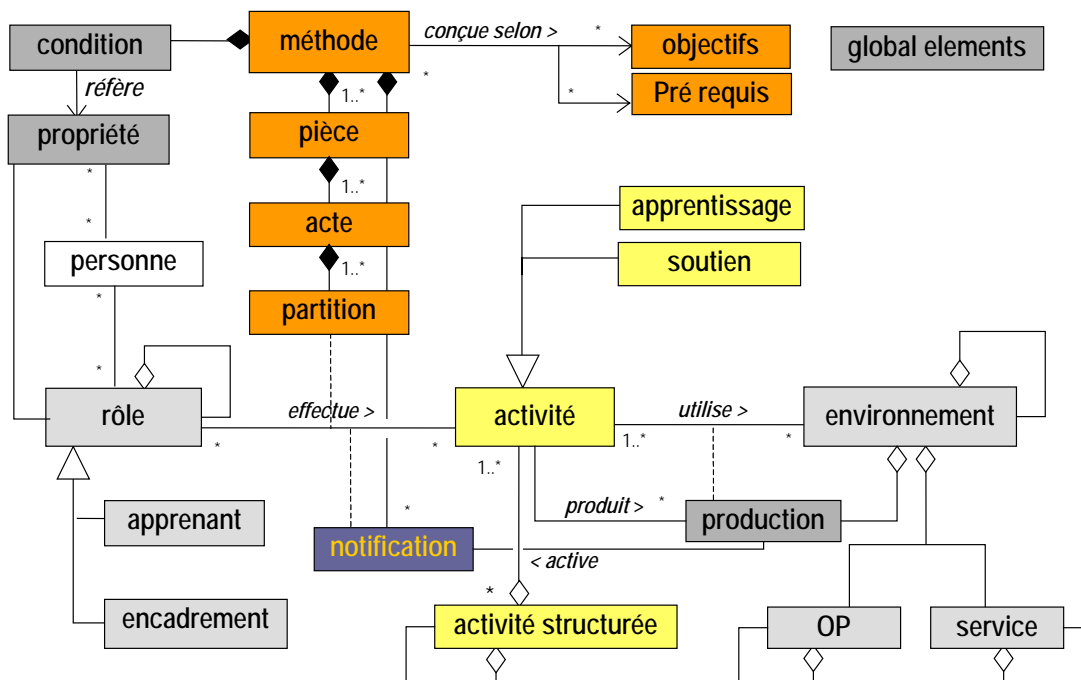 condition
méthode
conçue selon >
*
objectifs
global elements
réfère
*
1..*
*
Pré requis
propriété
pièce
*
1..*
apprentissage
*
acte
personne
soutien
1..*
*
partition
*
rôle
effectue >
activité
utilise >
environnement
*
*
1..*
*
1..*
apprenant
*
produit >
*
production
notification
< active
*
encadrement
activité structurée
OP
service